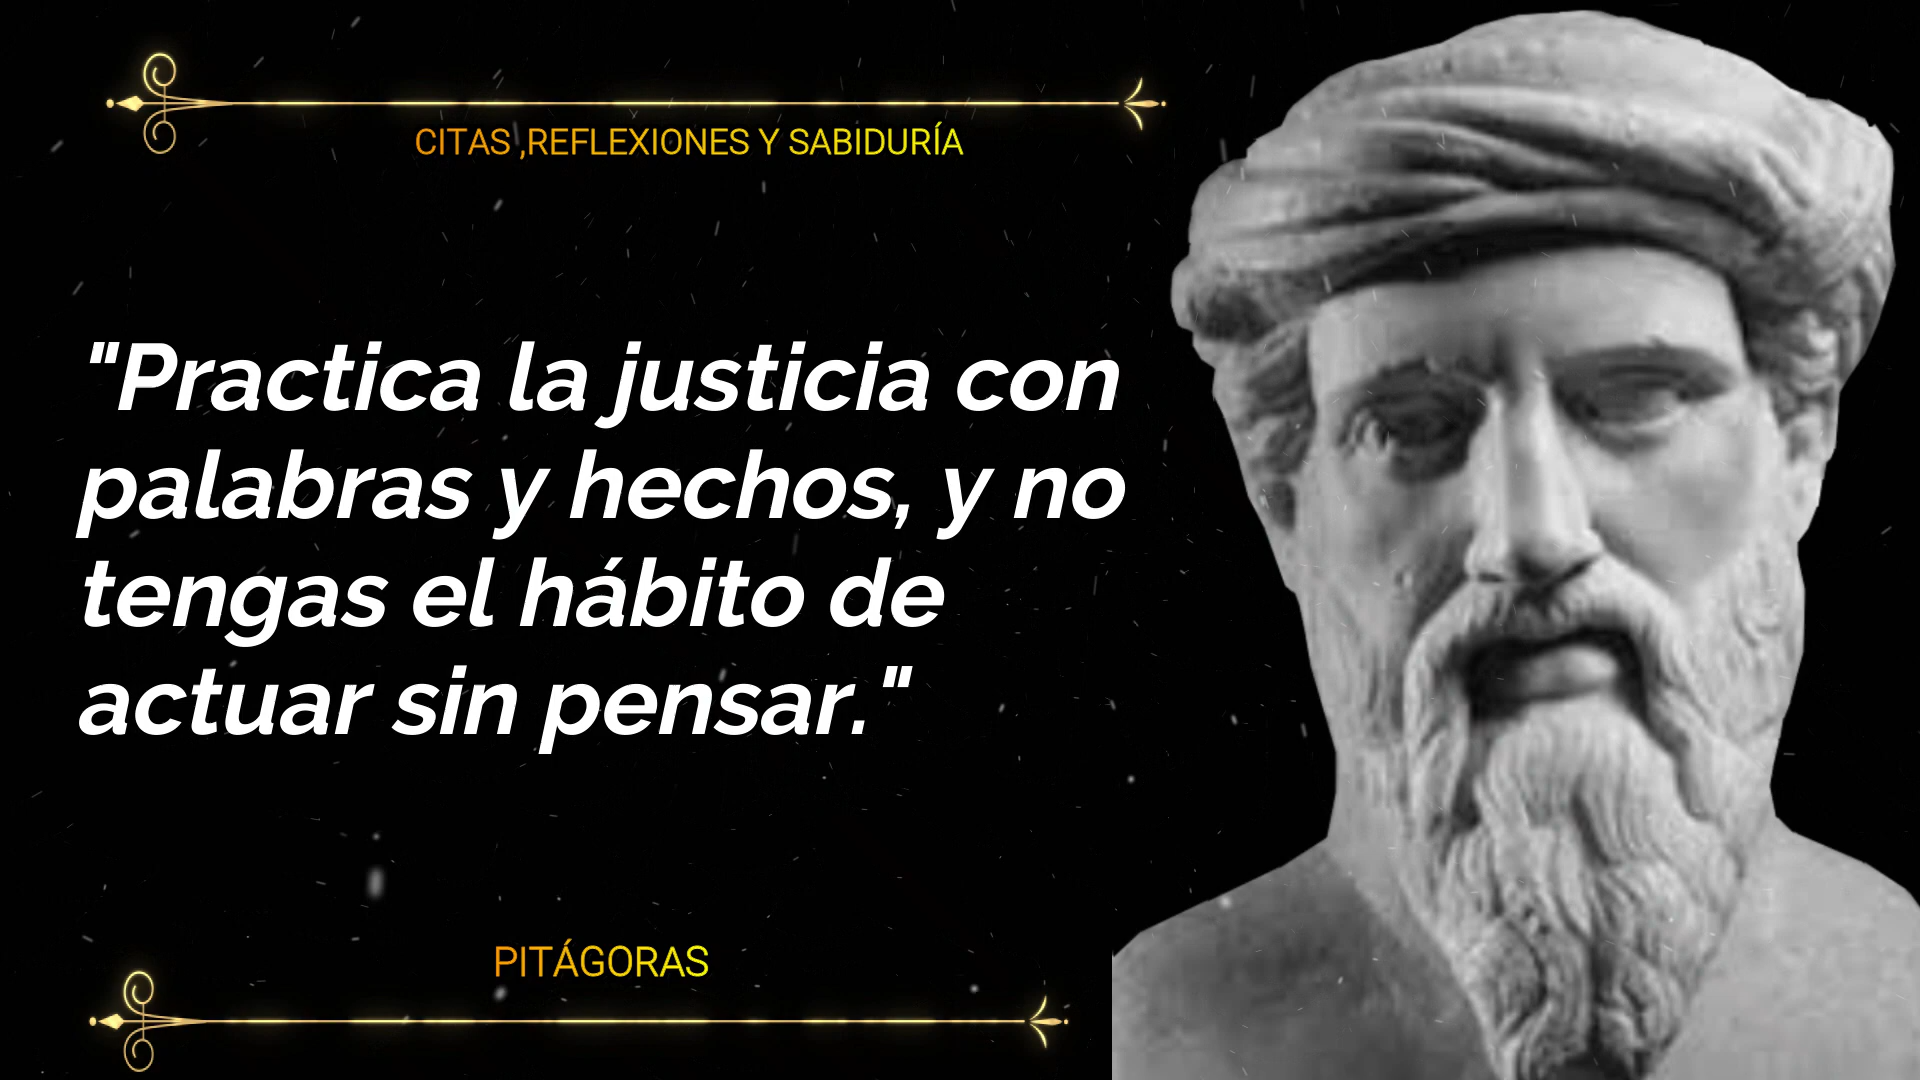 CITAS ,REFLEXIONES Y SABIDURÍA
"Practica la justicia con
palabras y hechos, y no
tengas el hábito de
actuar sin pensar."
PITÁGORAS